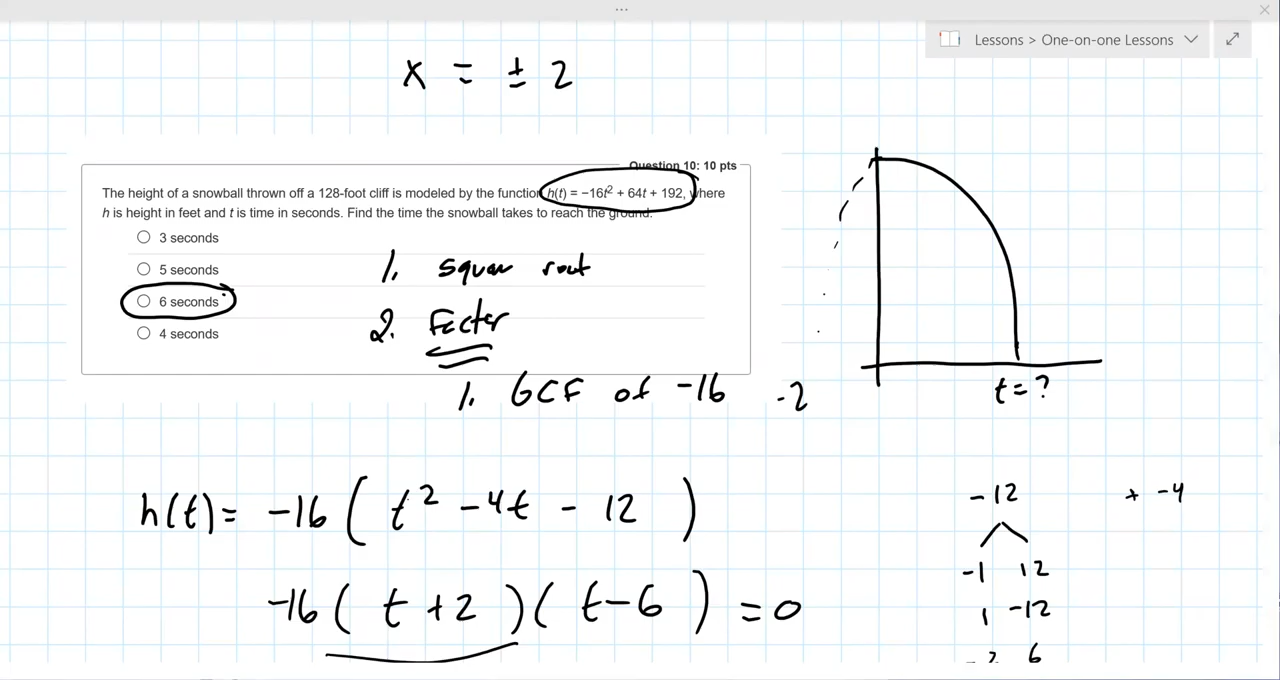 ...
Lessons > One-on-one Lessons
x = ± 2
Question 10: 10 pts
The height of a snowball thrown off a 128-foot cliff is modeled by the function h(t) = −16t² + 64t + 192, where
h is height in feet and t is time in seconds. Find the time the snowball takes to reach the ground.
3 seconds
5 seconds
6 seconds
4 seconds
1. square root
2. Factor
1. GCF of -16 -2
t = ?
h(t) = -16 ( t² - 4t - 12 )
-16 ( t + 2 ) ( t - 6 ) = 0
-12 + -4
-1 12
1 -12
-2 6